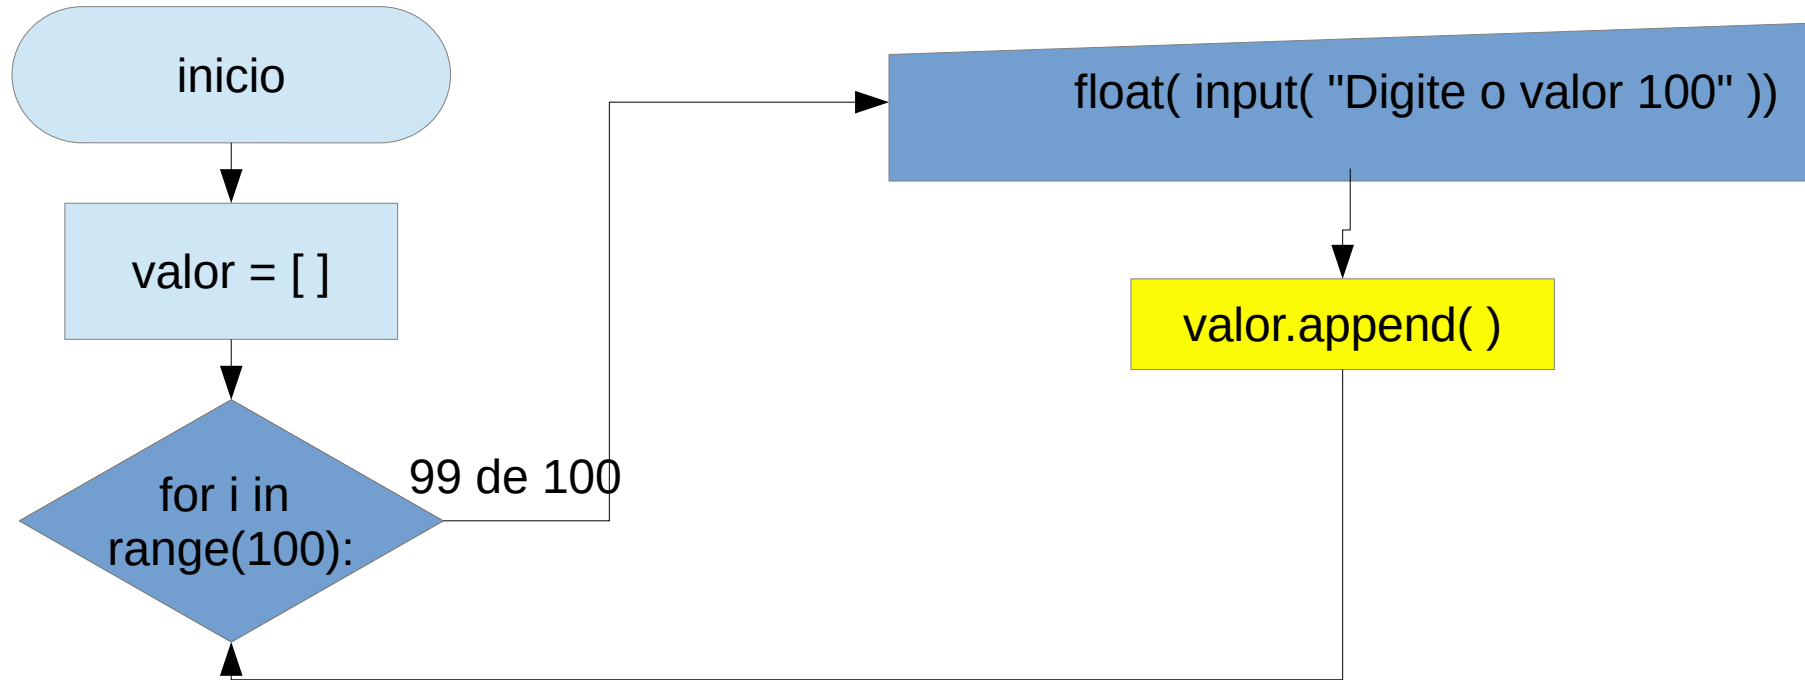 inicio
valor = [ ]
for i in
range(100):
99 de 100
float( input( "Digite o valor 100" ))
valor.append( )